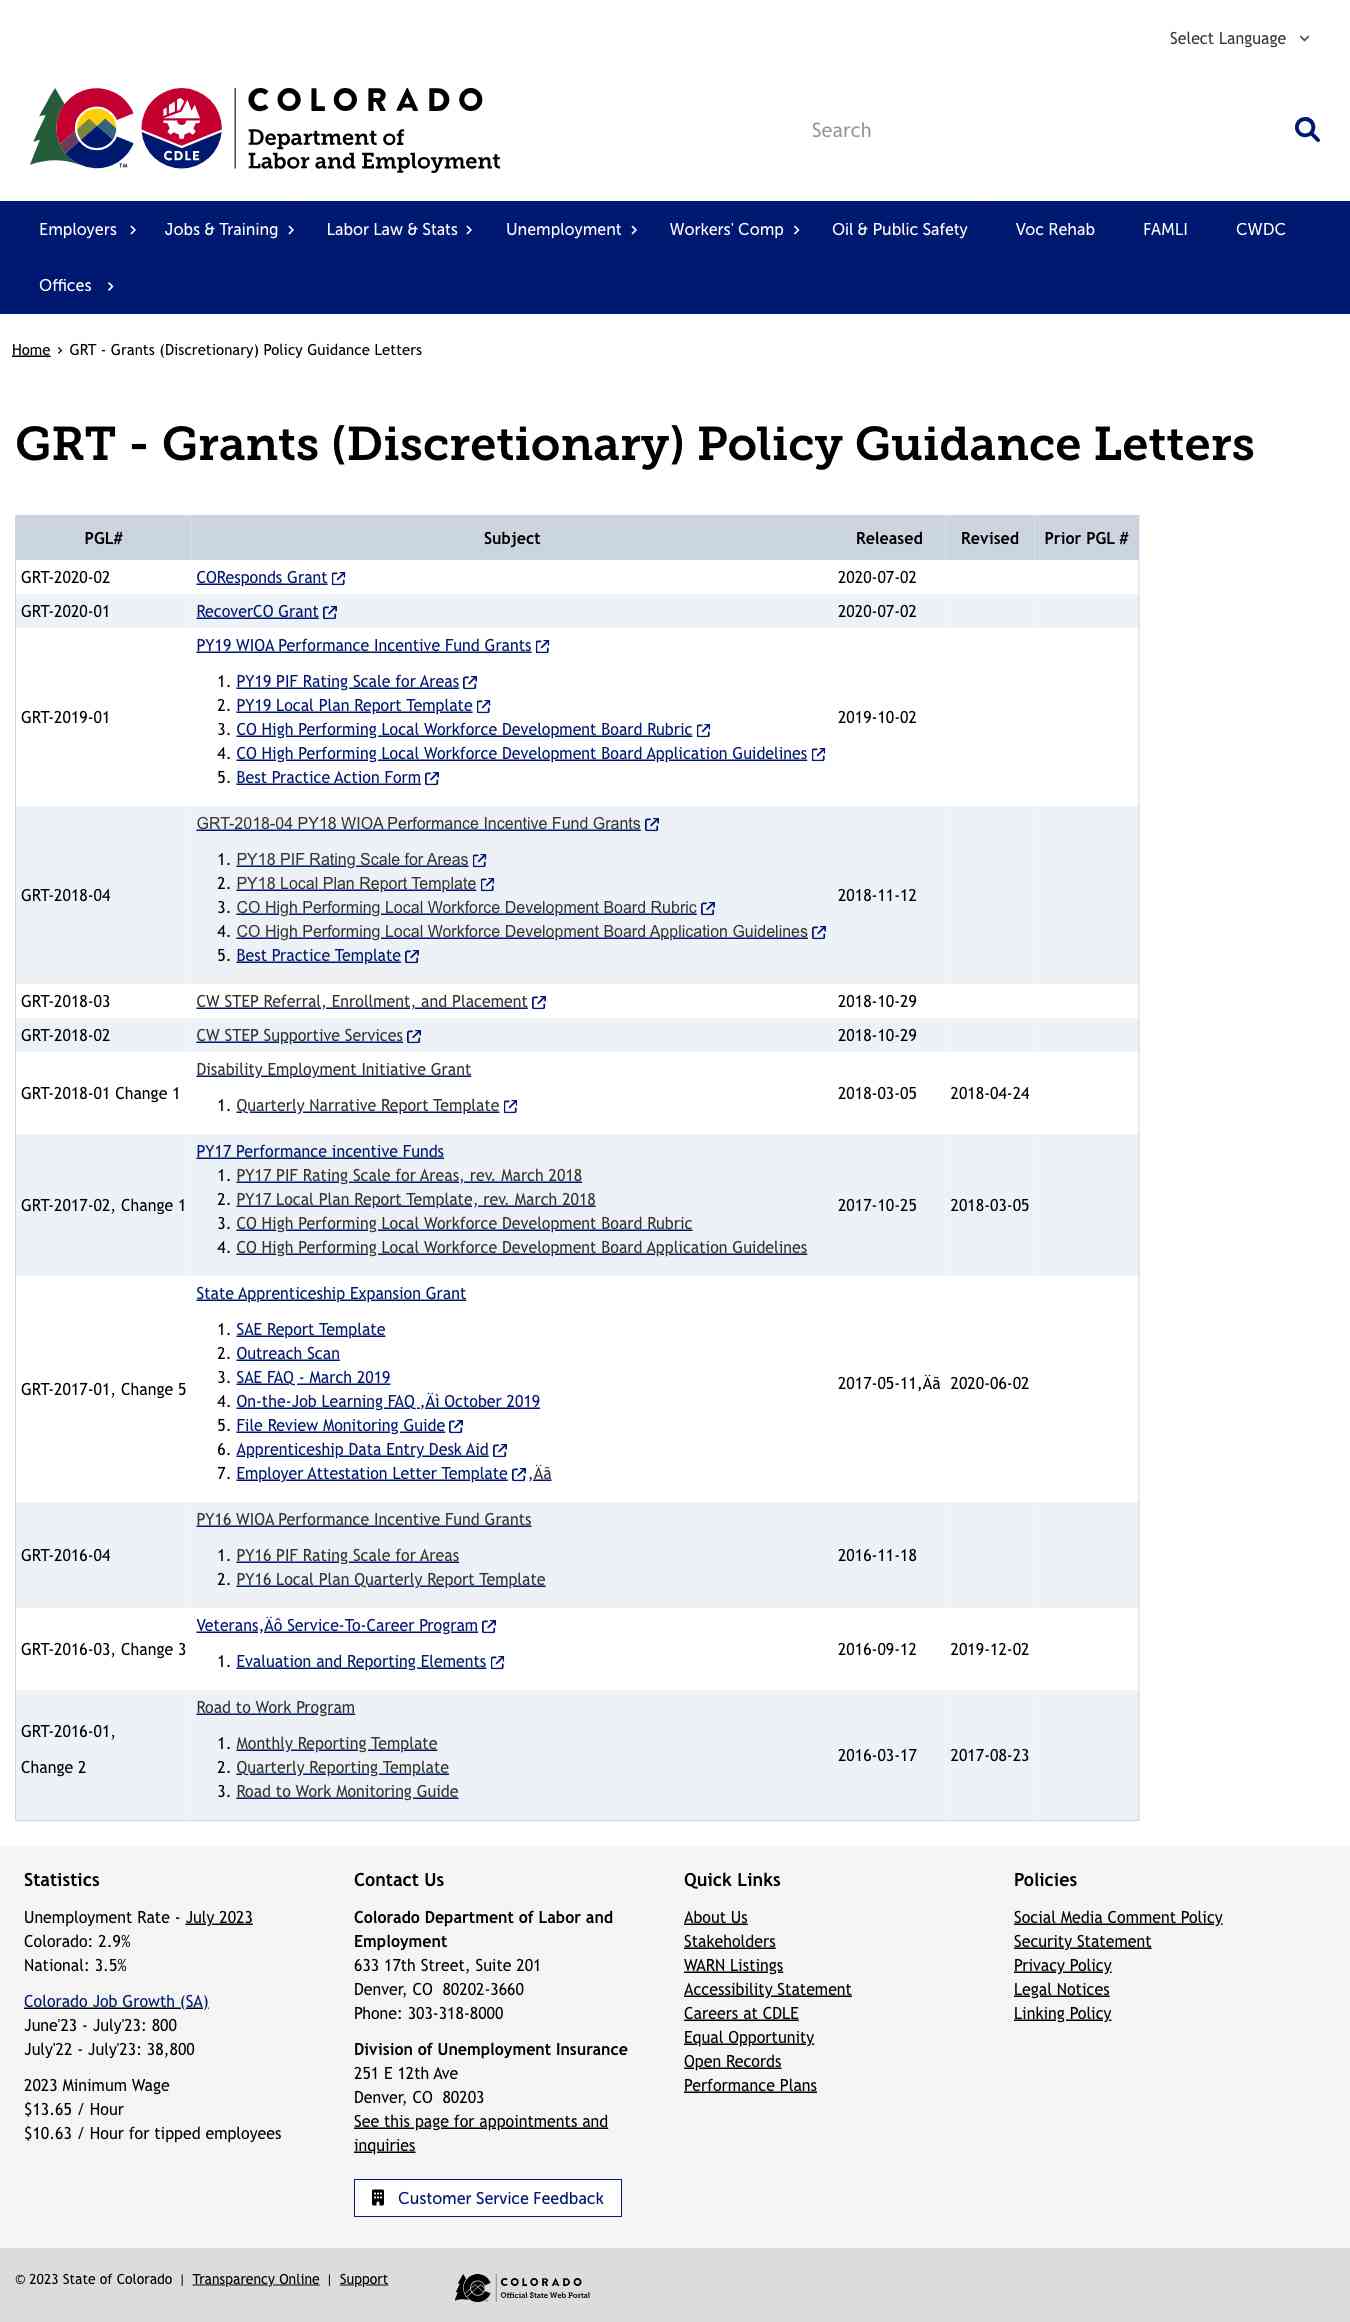 Select Language
COLORADO
Department of
Labor and Employment
CDLE
TM
Search
Employers Jobs & Training Labor Law & Stats Unemployment Workers' Comp Oil & Public Safety Voc Rehab FAMLI CWDC
Offices
Home › GRT - Grants (Discretionary) Policy Guidance Letters
GRT - Grants (Discretionary) Policy Guidance Letters
PGL# Subject Released Revised Prior PGL #
GRT-2020-02 COResponds Grant 2020-07-02
GRT-2020-01 RecoverCO Grant 2020-07-02
PY19 WIOA Performance Incentive Fund Grants
1. PY19 PIF Rating Scale for Areas
2. PY19 Local Plan Report Template
GRT-2019-01 2019-10-02
3. CO High Performing Local Workforce Development Board Rubric
4. CO High Performing Local Workforce Development Board Application Guidelines
5. Best Practice Action Form
GRT-2018-04 PY18 WIOA Performance Incentive Fund Grants
1. PY18 PIF Rating Scale for Areas
2. PY18 Local Plan Report Template
GRT-2018-04 2018-11-12
3. CO High Performing Local Workforce Development Board Rubric
4. CO High Performing Local Workforce Development Board Application Guidelines
5. Best Practice Template
GRT-2018-03 CW STEP Referral, Enrollment, and Placement 2018-10-29
GRT-2018-02 CW STEP Supportive Services 2018-10-29
Disability Employment Initiative Grant
GRT-2018-01 Change 1 2018-03-05 2018-04-24
1. Quarterly Narrative Report Template
PY17 Performance incentive Funds
1. PY17 PIF Rating Scale for Areas, rev. March 2018
2. PY17 Local Plan Report Template, rev. March 2018
GRT-2017-02, Change 1 2017-10-25 2018-03-05
3. CO High Performing Local Workforce Development Board Rubric
4. CO High Performing Local Workforce Development Board Application Guidelines
State Apprenticeship Expansion Grant
1. SAE Report Template
2. Outreach Scan
3. SAE FAQ - March 2019
GRT-2017-01, Change 5 2017-05-11‚Äã 2020-06-02
4. On-the-Job Learning FAQ ‚Äì October 2019
5. File Review Monitoring Guide
6. Apprenticeship Data Entry Desk Aid
7. Employer Attestation Letter Template ‚Äã
PY16 WIOA Performance Incentive Fund Grants
GRT-2016-04 2016-11-18
1. PY16 PIF Rating Scale for Areas
2. PY16 Local Plan Quarterly Report Template
Veterans‚Äô Service-To-Career Program
GRT-2016-03, Change 3 2016-09-12 2019-12-02
1. Evaluation and Reporting Elements
Road to Work Program
GRT-2016-01,
Change 2 2016-03-17 2017-08-23
1. Monthly Reporting Template
2. Quarterly Reporting Template
3. Road to Work Monitoring Guide
Statistics
Unemployment Rate - July 2023
Colorado: 2.9%
National: 3.5%
Colorado Job Growth (SA)
June'23 - July'23: 800
July'22 - July'23: 38,800
2023 Minimum Wage
$13.65 / Hour
$10.63 / Hour for tipped employees
Contact Us
Colorado Department of Labor and
Employment
633 17th Street, Suite 201
Denver, CO 80202-3660
Phone: 303-318-8000
Division of Unemployment Insurance
251 E 12th Ave
Denver, CO 80203
See this page for appointments and
inquiries
Customer Service Feedback
Quick Links
About Us
Stakeholders
WARN Listings
Accessibility Statement
Careers at CDLE
Equal Opportunity
Open Records
Performance Plans
Policies
Social Media Comment Policy
Security Statement
Privacy Policy
Legal Notices
Linking Policy
© 2023 State of Colorado | Transparency Online | Support
COLORADO
Official State Web Portal